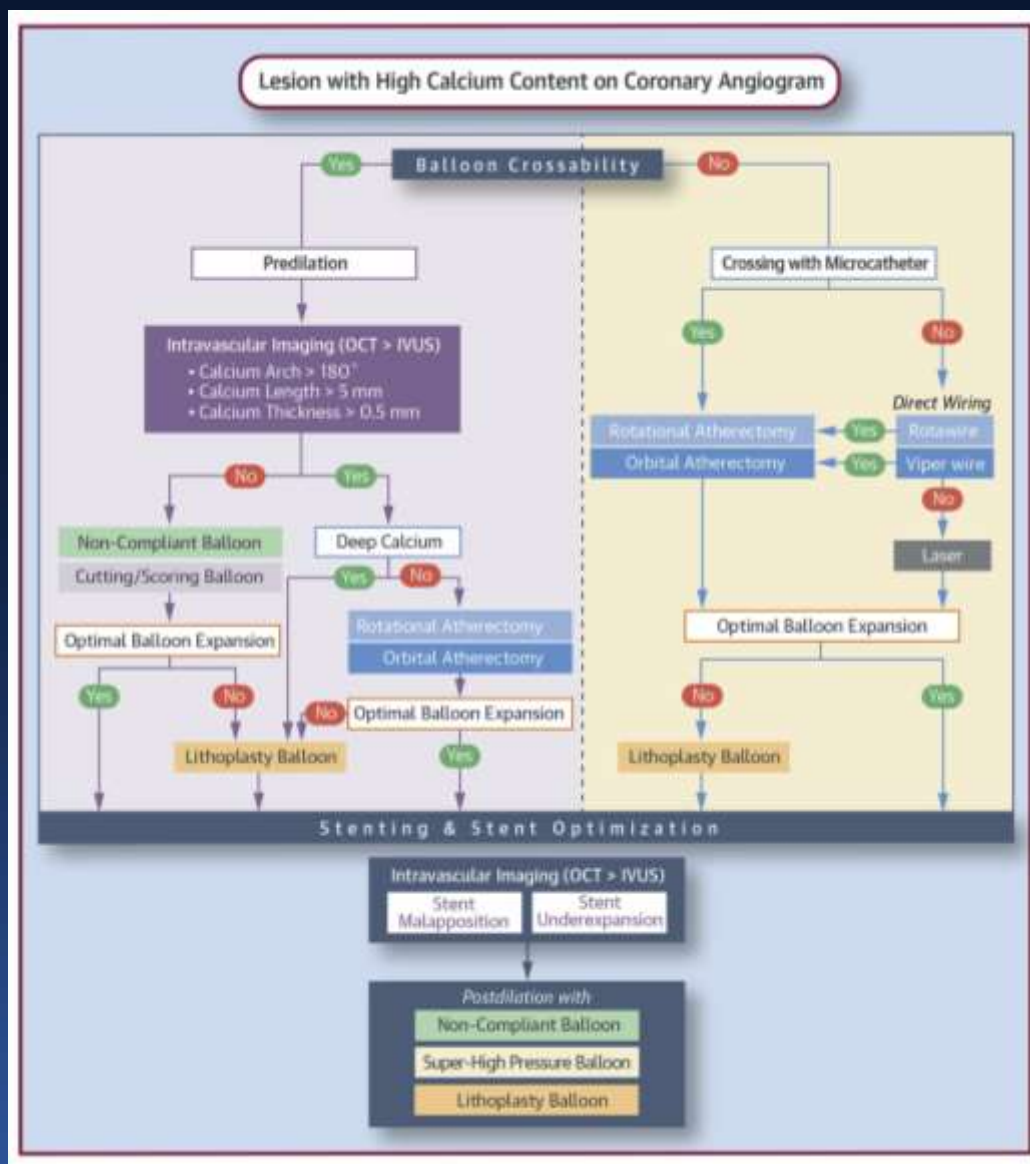 Lesion with High Calcium Content on Coronary Angiogram
Yes
Balloon Crossability
No
Predilation
Crossing with Microcatheter
Intravascular Imaging (OCT > IVUS)
• Calcium Arch > 180°
• Calcium Length > 5 mm
• Calcium Thickness > 0.5 mm
Yes
No
Direct Wiring
Rotational Atherectomy
Yes
Rotawire
Orbital Atherectomy
Yes
Viper wire
No
Yes
No
Non-Compliant Balloon
Cutting/Scoring Balloon
Deep Calcium
Laser
Yes
No
Rotational Atherectomy
Orbital Atherectomy
Optimal Balloon Expansion
Optimal Balloon Expansion
Yes
No
No
Optimal Balloon Expansion
No
Yes
Lithoplasty Balloon
Yes
Lithoplasty Balloon
Stenting & Stent Optimization
Intravascular Imaging (OCT > IVUS)
Stent
Malapposition
Stent
Underexpansion
Postdilation with
Non-Compliant Balloon
Super-High Pressure Balloon
Lithoplasty Balloon